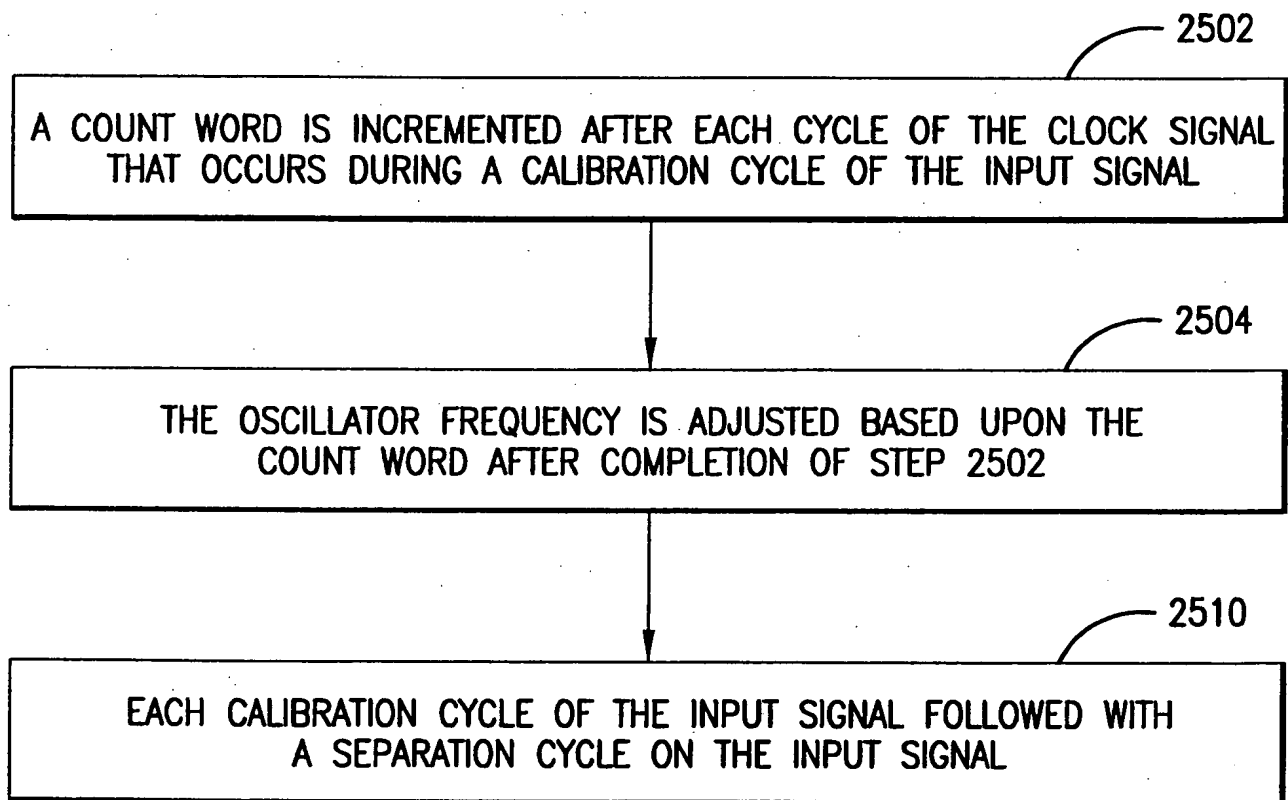 2502
A COUNT WORD IS INCREMENTED AFTER EACH CYCLE OF THE CLOCK SIGNAL
THAT OCCURS DURING A CALIBRATION CYCLE OF THE INPUT SIGNAL
2504
THE OSCILLATOR FREQUENCY IS ADJUSTED BASED UPON THE
COUNT WORD AFTER COMPLETION OF STEP 2502
2510
EACH CALIBRATION CYCLE OF THE INPUT SIGNAL FOLLOWED WITH
A SEPARATION CYCLE ON THE INPUT SIGNAL